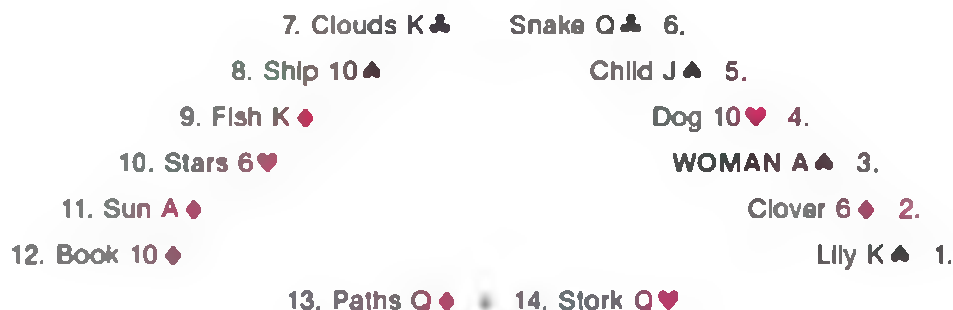 7. Clouds K♣ Snake Q♣ 6.
8. Ship 10♠ Child J♠ 5.
9. Fish K♦ Dog 10♥ 4.
10. Stars 6♥ WOMAN A♠ 3.
11. Sun A♦ Clover 6♦ 2.
12. Book 10♦ Lily K♠ 1.
13. Paths Q♦ 14. Stork Q♥